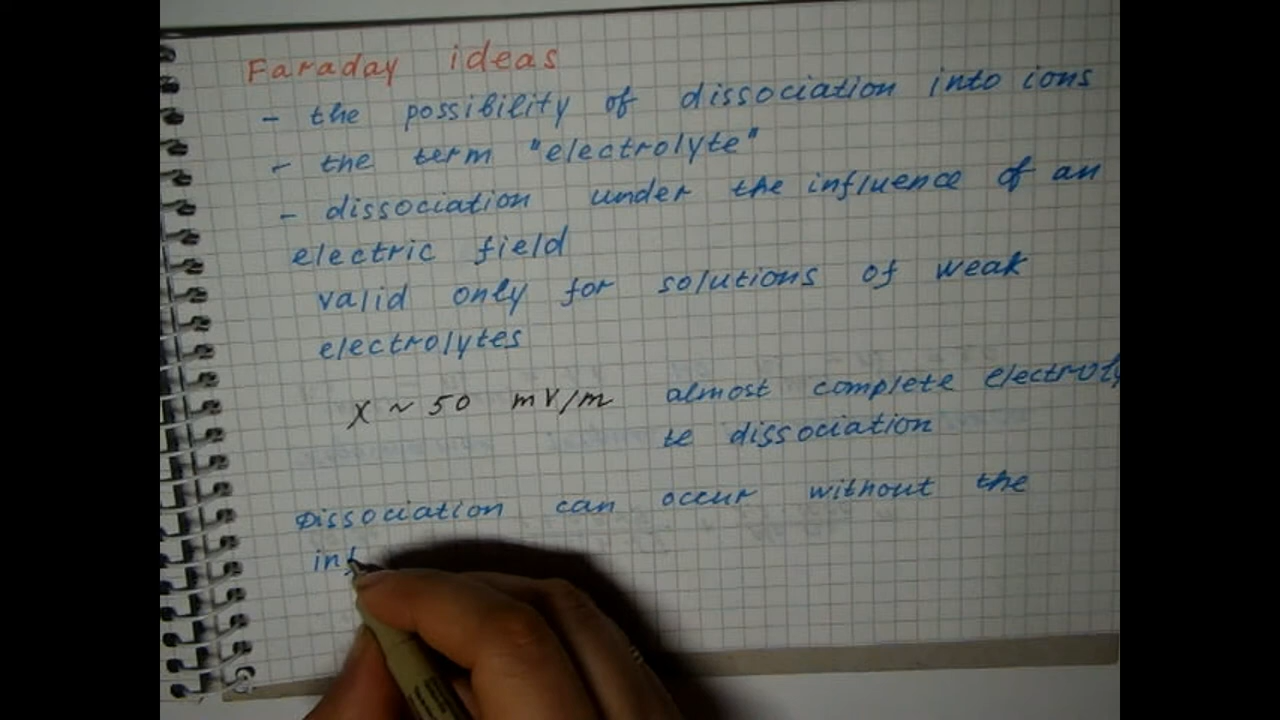 Faraday ideas
- the possibility of dissociation into ions
- the term "electrolyte"
- dissociation under the influence of an
electric field
valid only for solutions of weak
electrolytes
X ~ 50 mV/m almost complete electroly
te dissociation
Dissociation can occur without the
inf